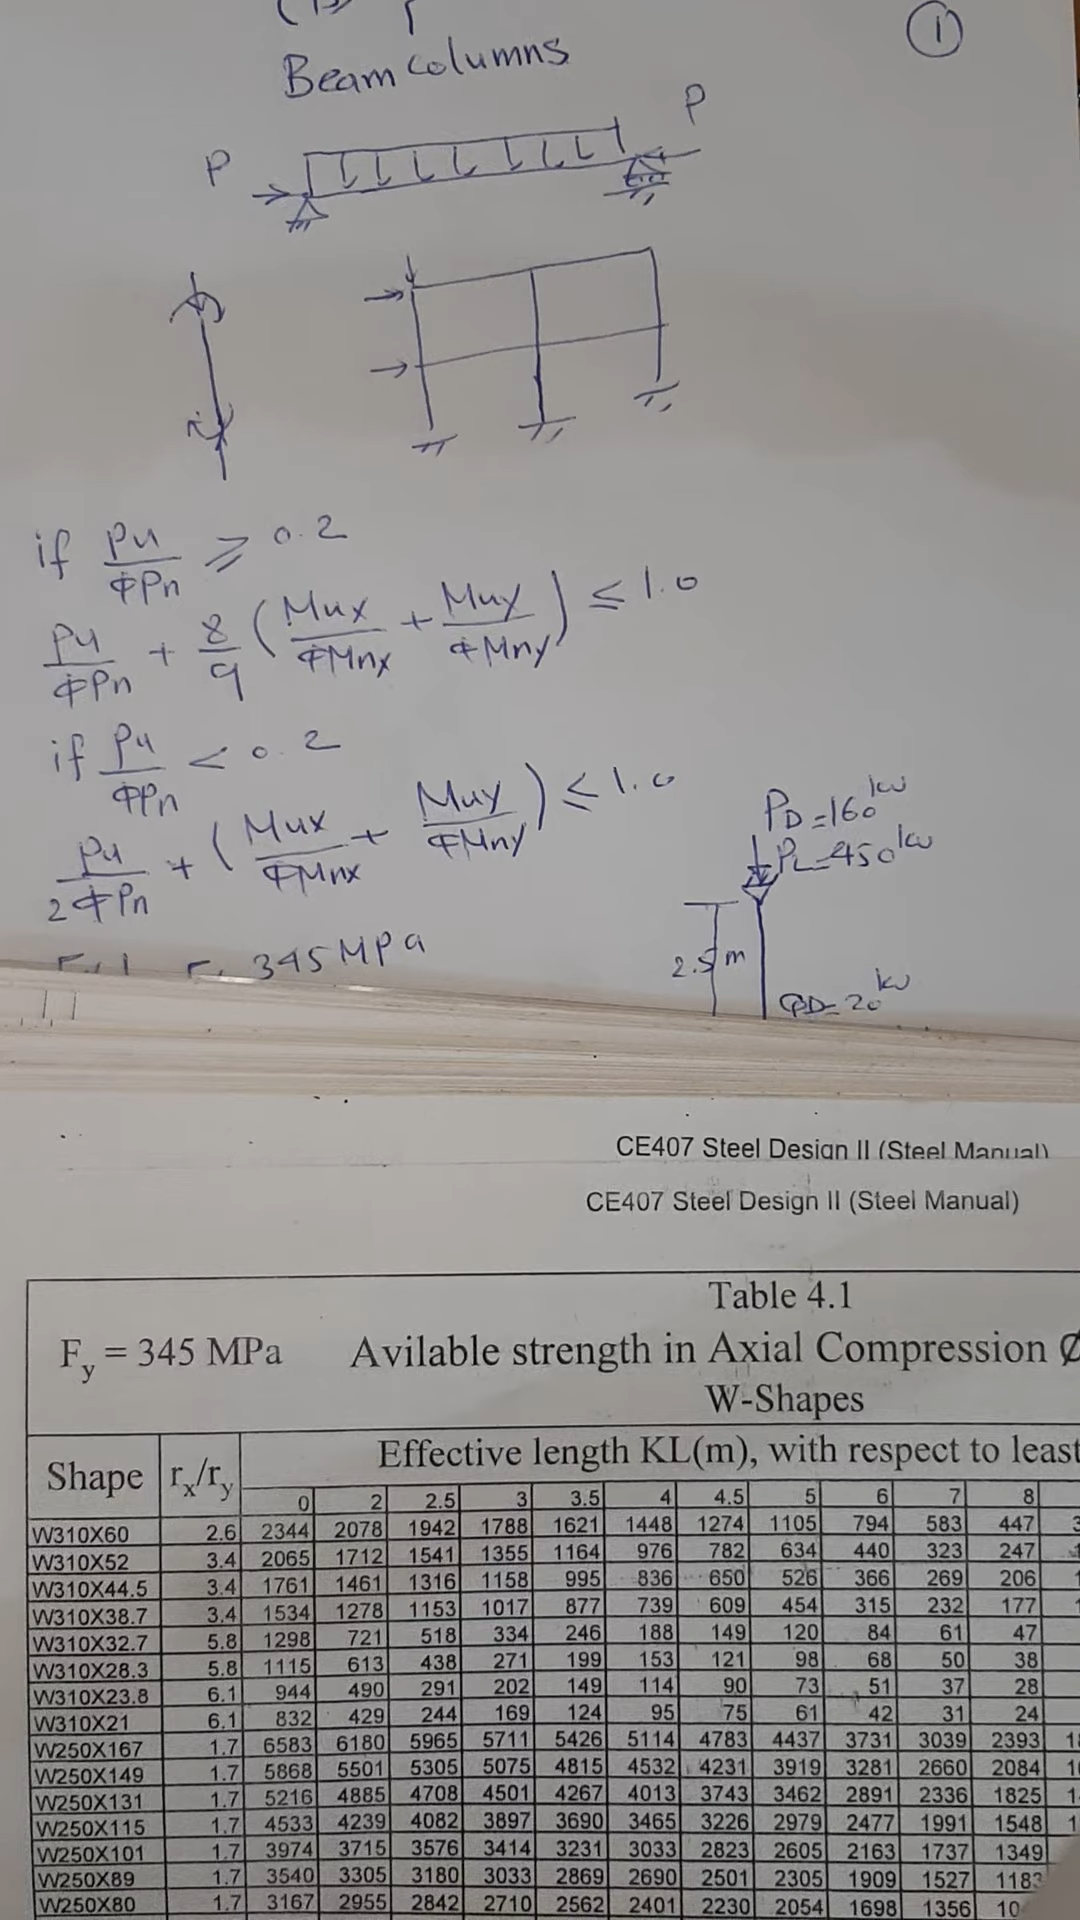 ①
Beam columns
P P
if Pu/ΦPn ≥ 0.2
Pu/ΦPn + 8/9 (Mux/ΦMnx + Muy/ΦMny) ≤ 1.0
if Pu/ΦPn < 0.2
Pu/2ΦPn + (Mux/ΦMnx + Muy/ΦMny) ≤ 1.0
PD=160 kN
PL=450 kN
2.5 m
QD=20 kN
345 MPa
CE407 Steel Design II (Steel Manual)
CE407 Steel Design II (Steel Manual)
Table 4.1
Fy = 345 MPa Avilable strength in Axial Compression Ø
W-Shapes
Shape rx/ry Effective length KL(m), with respect to least
0 2 2.5 3 3.5 4 4.5 5 6 7 8
W310X60 2.6 2344 2078 1942 1788 1621 1448 1274 1105 794 583 447
W310X52 3.4 2065 1712 1541 1355 1164 976 782 634 440 323 247
W310X44.5 3.4 1761 1461 1316 1158 995 836 650 526 366 269 206
W310X38.7 3.4 1534 1278 1153 1017 877 739 609 454 315 232 177
W310X32.7 5.8 1298 721 518 334 246 188 149 120 84 61 47
W310X28.3 5.8 1115 613 438 271 199 153 121 98 68 50 38
W310X23.8 6.1 944 490 291 202 149 114 90 73 51 37 28
W310X21 6.1 832 429 244 169 124 95 75 61 42 31 24
W250X167 1.7 6583 6180 5965 5711 5426 5114 4783 4437 3731 3039 2393
W250X149 1.7 5868 5501 5305 5075 4815 4532 4231 3919 3281 2660 2084
W250X131 1.7 5216 4885 4708 4501 4267 4013 3743 3462 2891 2336 1825
W250X115 1.7 4533 4239 4082 3897 3690 3465 3226 2979 2477 1991 1548
W250X101 1.7 3974 3715 3576 3414 3231 3033 2823 2605 2163 1737 1349
W250X89 1.7 3540 3305 3180 3033 2869 2690 2501 2305 1909 1527 1183
W250X80 1.7 3167 2955 2842 2710 2562 2401 2230 2054 1698 1356